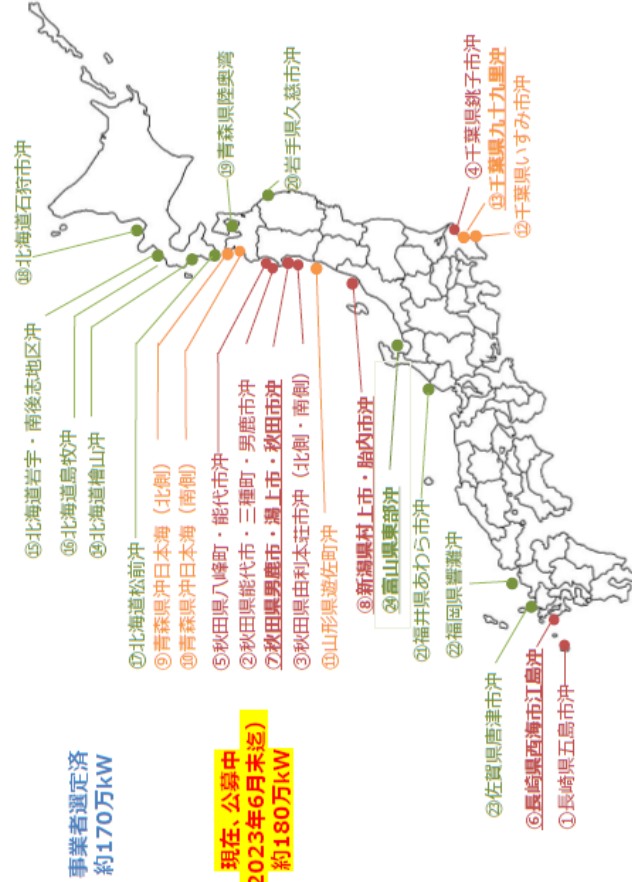 ⑱北海道石狩市沖
⑮北海道岩宇・南後志地区沖
⑯北海道島牧沖
⑭北海道檜山沖
⑰北海道松前沖
⑨青森県沖日本海（北側）
⑩青森県沖日本海（南側）
⑤秋田県八峰町・能代市沖
②秋田県能代市・三種町・男鹿市沖
⑦秋田県男鹿市・潟上市・秋田市沖
③秋田県由利本荘市沖（北側・南側）
⑪山形県遊佐町沖
⑧新潟県村上市・胎内市沖
㉔富山県東部沖
㉑福井県あわら市沖
㉒福岡県響灘沖
㉓佐賀県唐津市沖
⑥長崎県西海市江島沖
①長崎県五島市沖
⑲青森県陸奥湾
⑳岩手県久慈市沖
④千葉県銚子市沖
⑬千葉県九十九里沖
⑫千葉県いすみ市沖
事業者選定済
約170万kW
現在、公募中
2023年6月末迄）
約180万kW